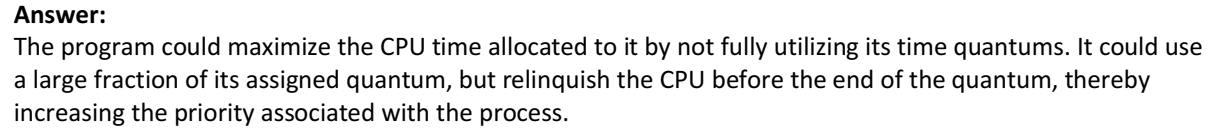 Answer:
The program could maximize the CPU time allocated to it by not fully utilizing its time quantums. It could use
a large fraction of its assigned quantum, but relinquish the CPU before the end of the quantum, thereby
increasing the priority associated with the process.